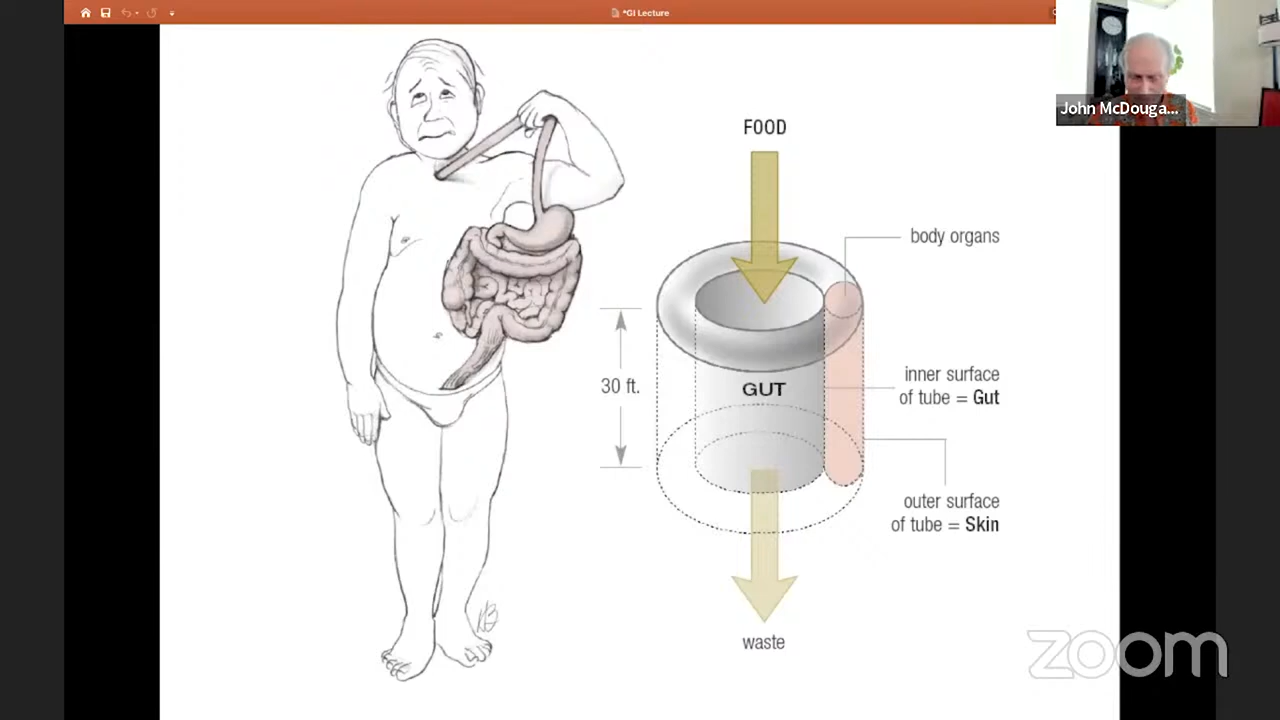 *GI Lecture
John McDouga...
FOOD
body organs
30 ft.
GUT
inner surface
of tube = Gut
outer surface
of tube = Skin
waste
zoom